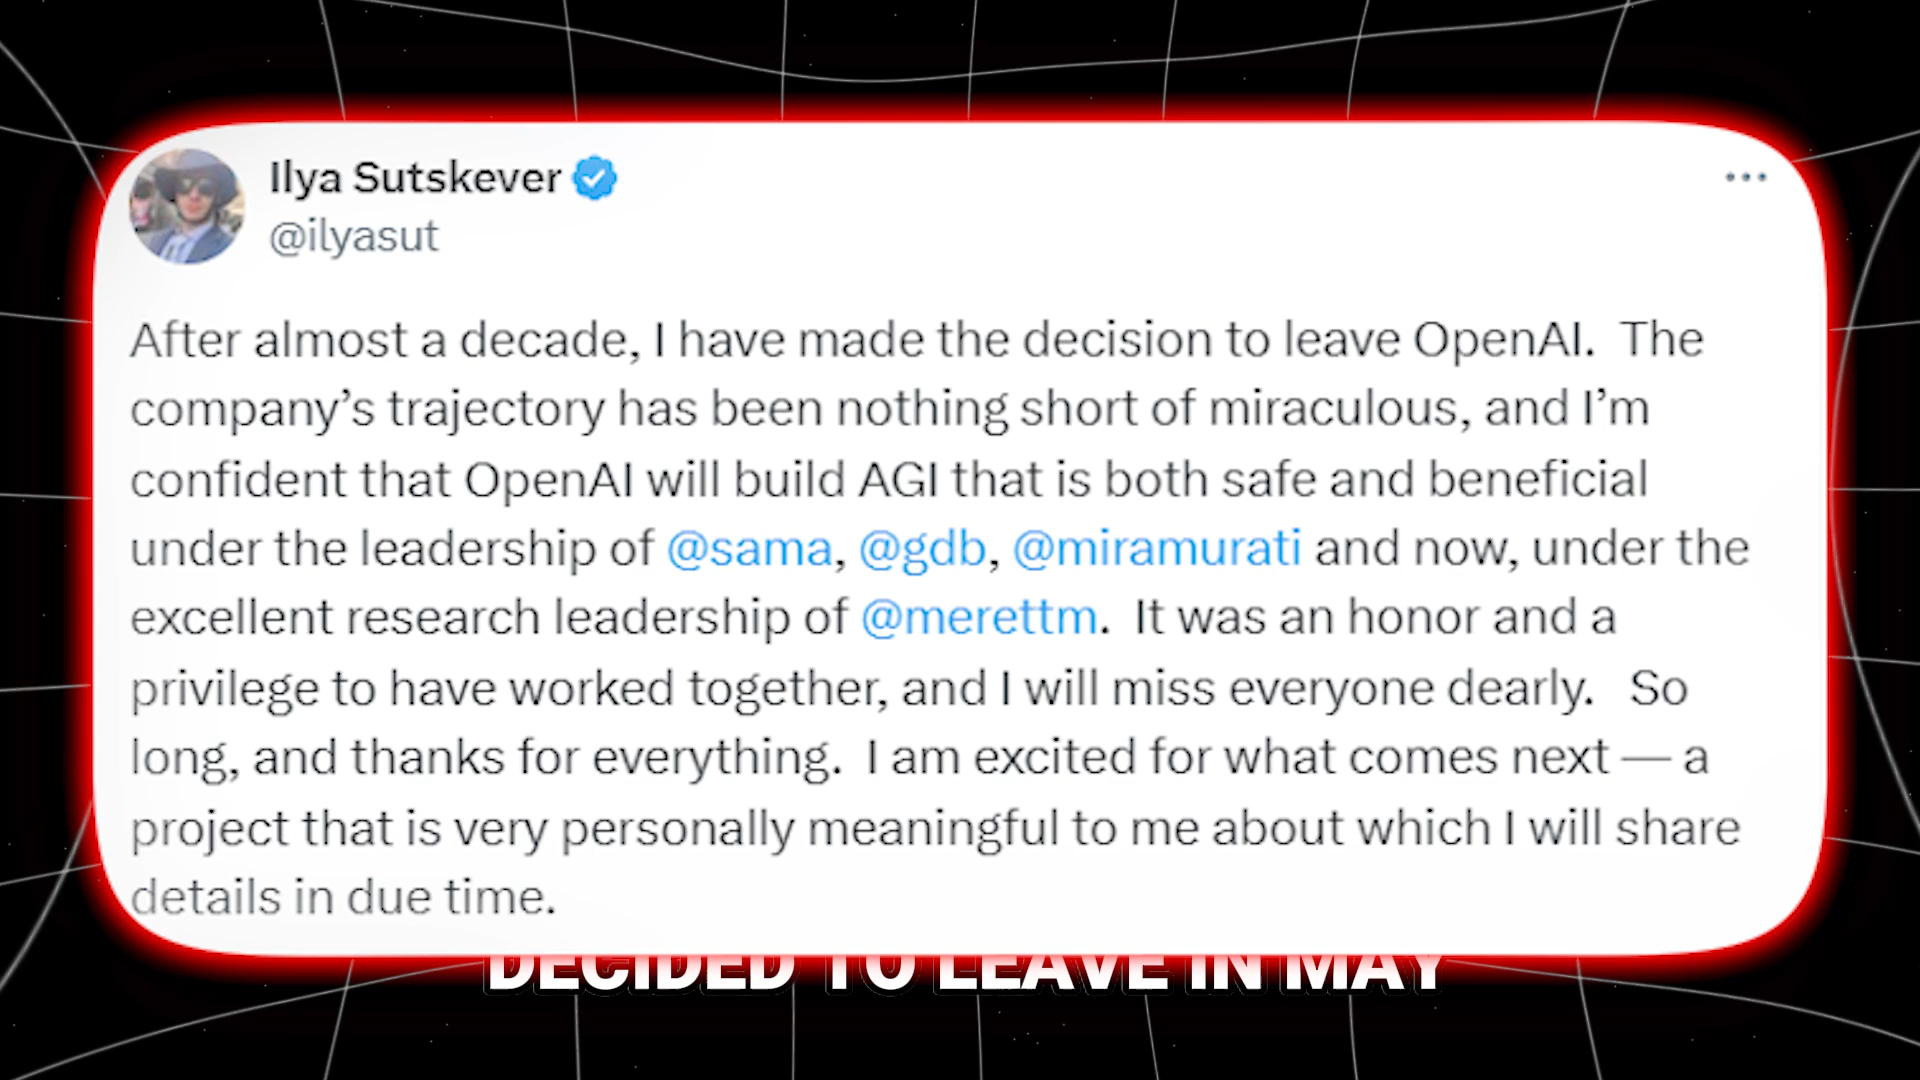 Ilya Sutskever
@ilyasut
After almost a decade, I have made the decision to leave OpenAI.  The
company’s trajectory has been nothing short of miraculous, and I’m
confident that OpenAI will build AGI that is both safe and beneficial
under the leadership of @sama, @gdb, @miramurati and now, under the
excellent research leadership of @merettm.  It was an honor and a
privilege to have worked together, and I will miss everyone dearly.   So
long, and thanks for everything.  I am excited for what comes next — a
project that is very personally meaningful to me about which I will share
details in due time.
DECIDED TO LEAVE IN MAY